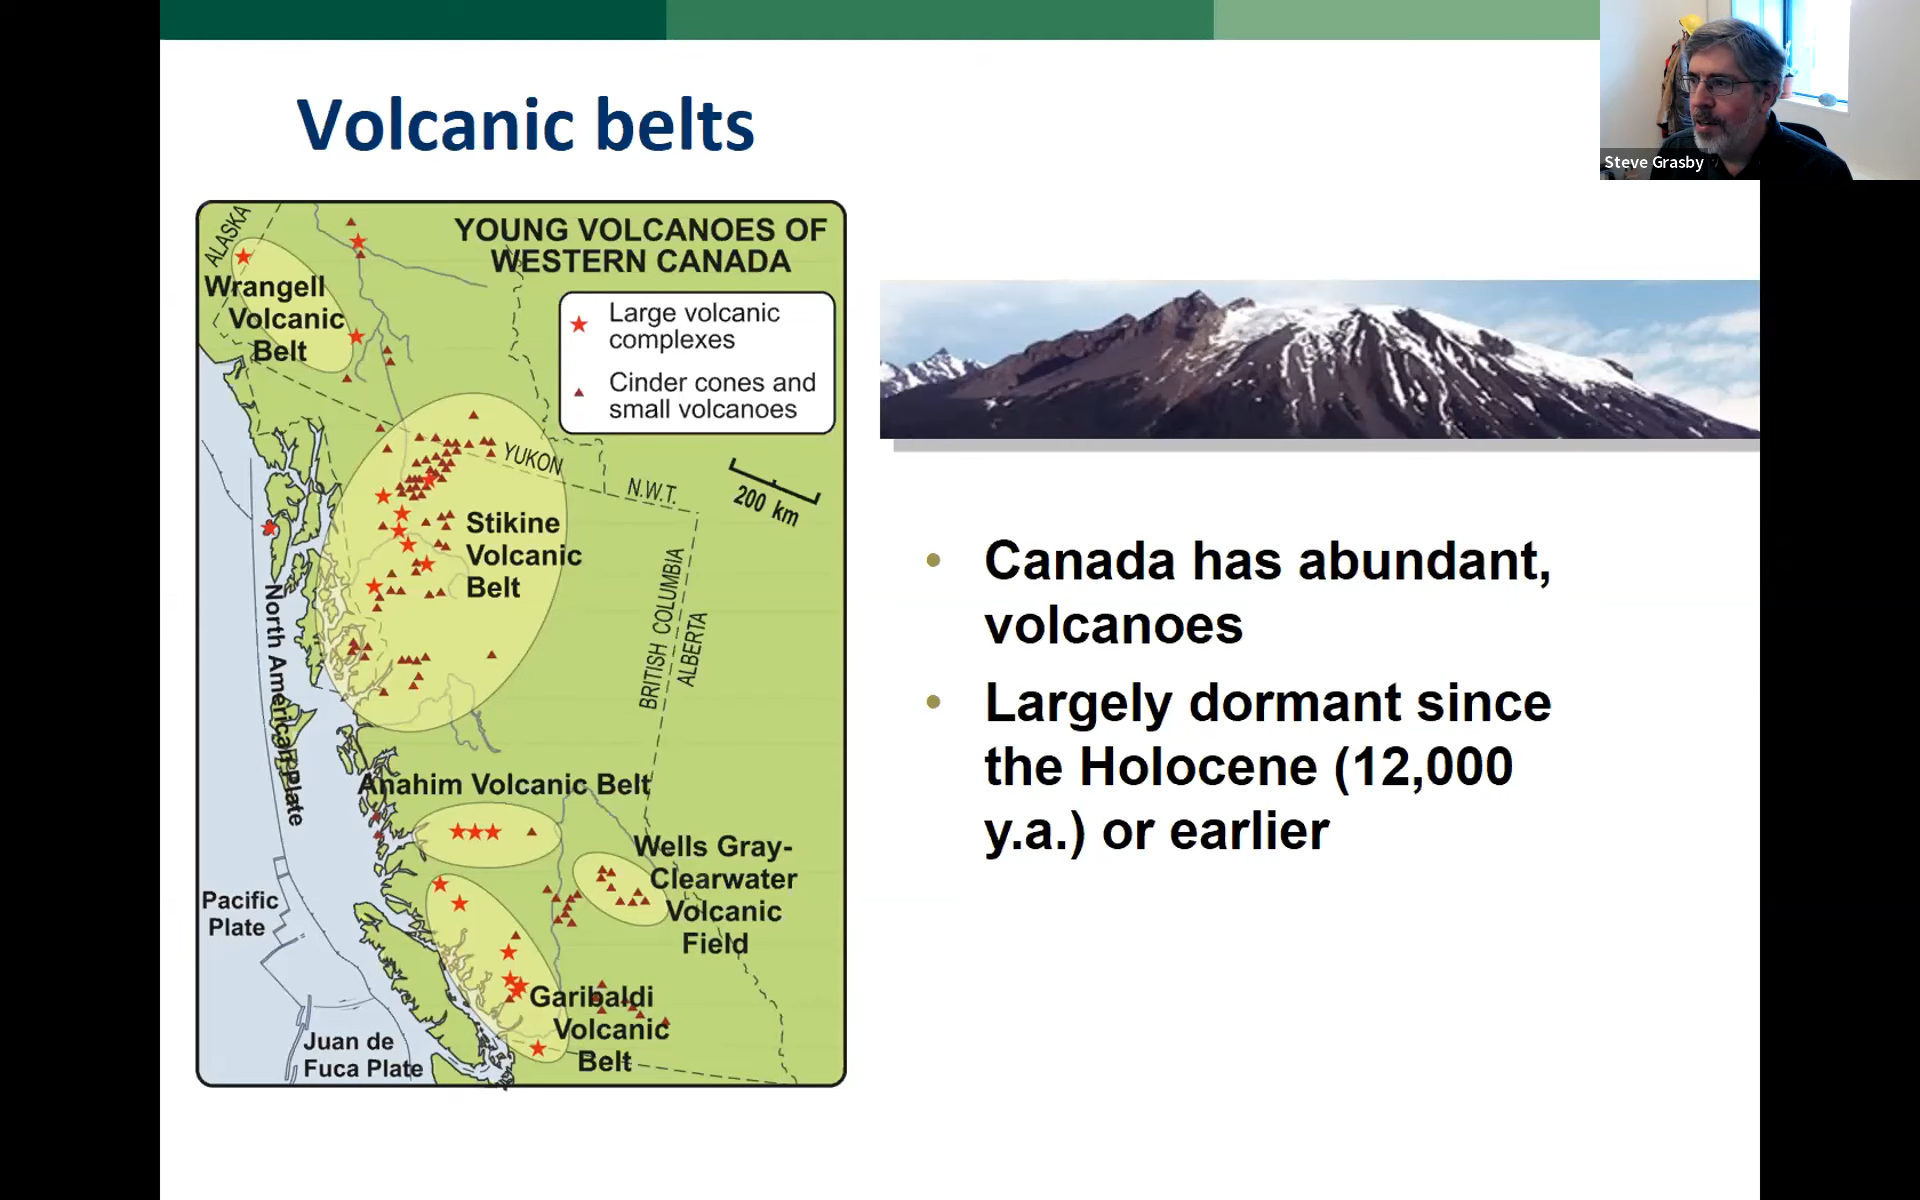 Volcanic belts
Steve Grasby
YOUNG VOLCANOES OF
WESTERN CANADA
Large volcanic
complexes
Cinder cones and
small volcanoes
ALASKA
Wrangell
Volcanic
Belt
YUKON
N.W.T.
200 km
Stikine
Volcanic
Belt
BRITISH COLUMBIA
ALBERTA
North American Plate
Anahim Volcanic Belt
Wells Gray-
Clearwater
Volcanic
Field
Pacific
Plate
Garibaldi
Volcanic
Belt
Juan de
Fuca Plate
• Canada has abundant,
volcanoes
• Largely dormant since
the Holocene (12,000
y.a.) or earlier